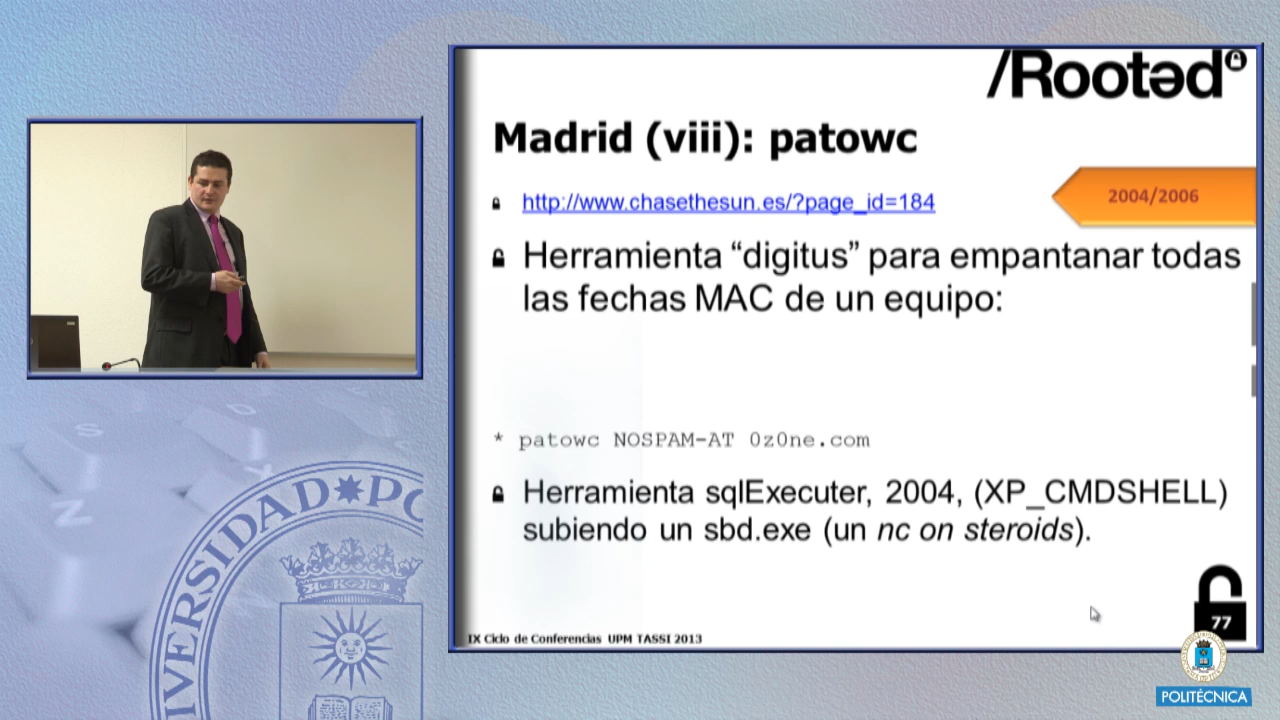 /Rootəd
Madrid (viii): patowc
http://www.chasethesun.es/?page_id=184
2004/2006
Herramienta “digitus” para empantanar todas
las fechas MAC de un equipo:
* patowc NOSPAM-AT 0z0ne.com
Herramienta sqlExecuter, 2004, (XP_CMDSHELL)
subiendo un sbd.exe (un nc on steroids).
77
IX Ciclo de Conferencias UPM TASSI 2013
POLITÉCNICA
IVERSIDAD PO
S
D
Z